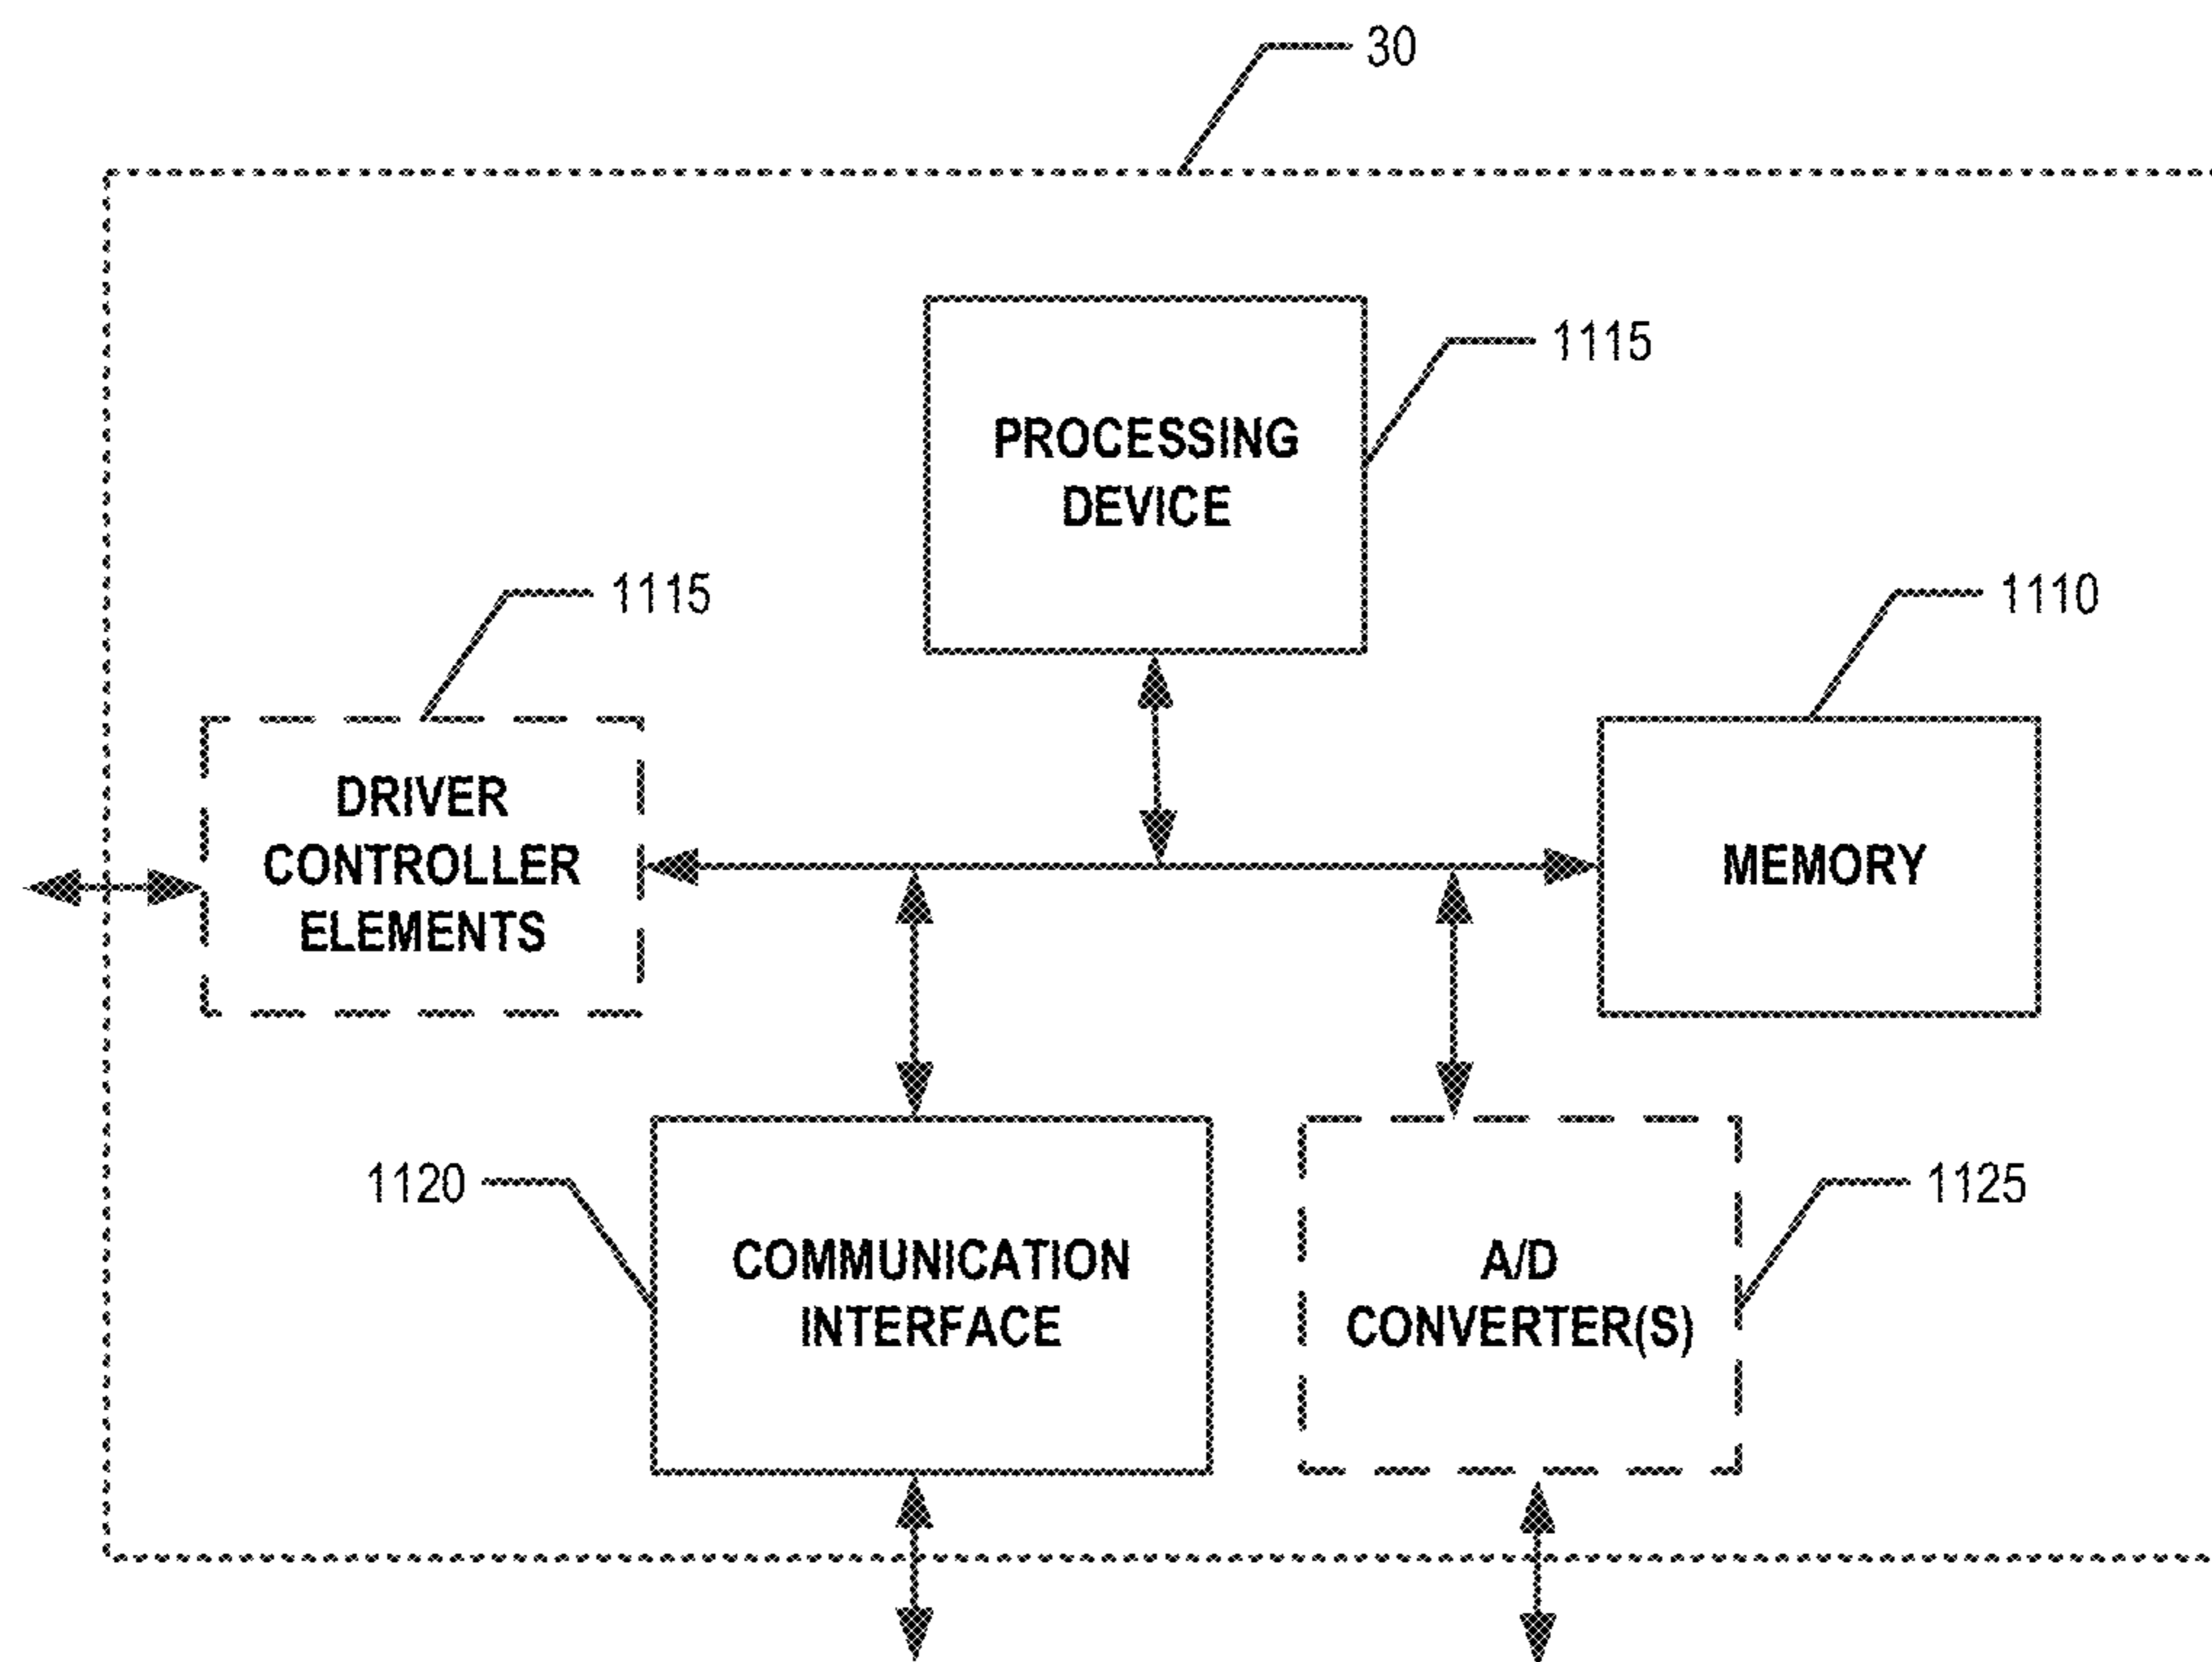 30
PROCESSING
DEVICE
1115
1115
1110
DRIVER
CONTROLLER
ELEMENTS
MEMORY
1120
COMMUNICATION
INTERFACE
A/D
CONVERTER(S)
1125